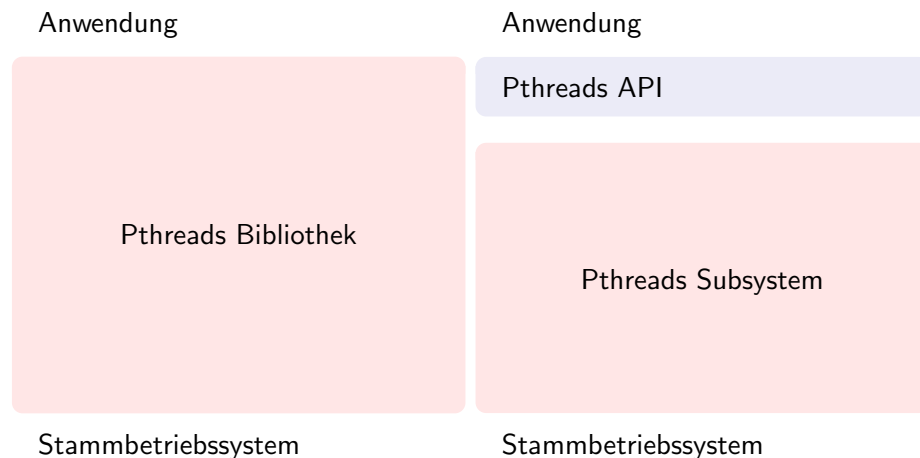 Anwendung
Pthreads Bibliothek
Stammbetriebssystem
Anwendung
Pthreads API
Pthreads Subsystem
Stammbetriebssystem